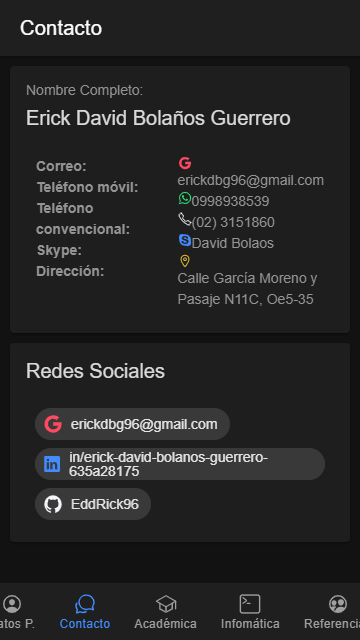 Contacto
Nombre Completo:
Erick David Bolaños Guerrero
Correo:
Teléfono móvil:
Teléfono
convencional:
Skype:
Dirección:
erickdbg96@gmail.com
0998938539
(02) 3151860
David Bolaos
Calle García Moreno y
Pasaje N11C, Oe5-35
Redes Sociales
erickdbg96@gmail.com
in/erick-david-bolanos-guerrero-
635a28175
EddRick96
atos P.
Contacto
Académica
Infomática
Referencia